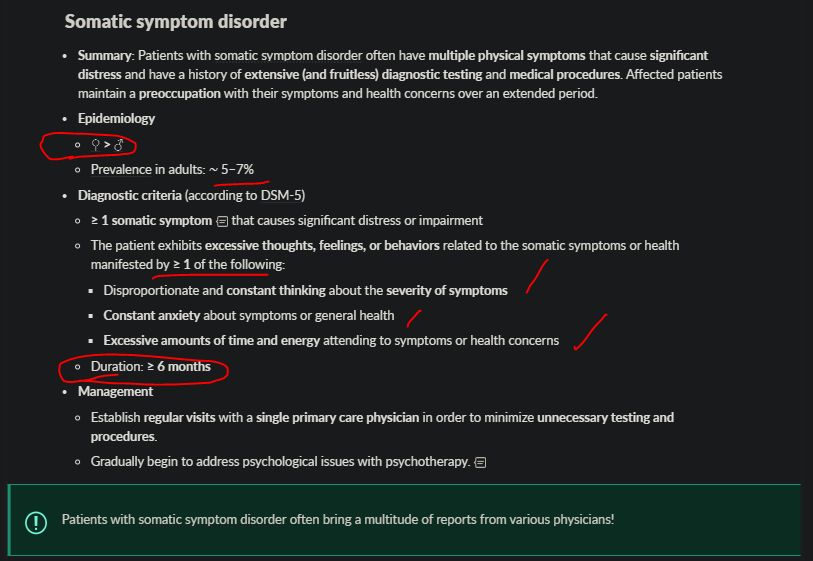 Somatic symptom disorder
• Summary: Patients with somatic symptom disorder often have multiple physical symptoms that cause significant
distress and have a history of extensive (and fruitless) diagnostic testing and medical procedures. Affected patients
maintain a preoccupation with their symptoms and health concerns over an extended period.
• Epidemiology
○ ♀ > ♂
○ Prevalence in adults: ~ 5–7%
• Diagnostic criteria (according to DSM-5)
○ ≥ 1 somatic symptom that causes significant distress or impairment
○ The patient exhibits excessive thoughts, feelings, or behaviors related to the somatic symptoms or health
manifested by ≥ 1 of the following:
▪ Disproportionate and constant thinking about the severity of symptoms
▪ Constant anxiety about symptoms or general health
▪ Excessive amounts of time and energy attending to symptoms or health concerns
○ Duration: ≥ 6 months
• Management
○ Establish regular visits with a single primary care physician in order to minimize unnecessary testing and
procedures.
○ Gradually begin to address psychological issues with psychotherapy.
Patients with somatic symptom disorder often bring a multitude of reports from various physicians!